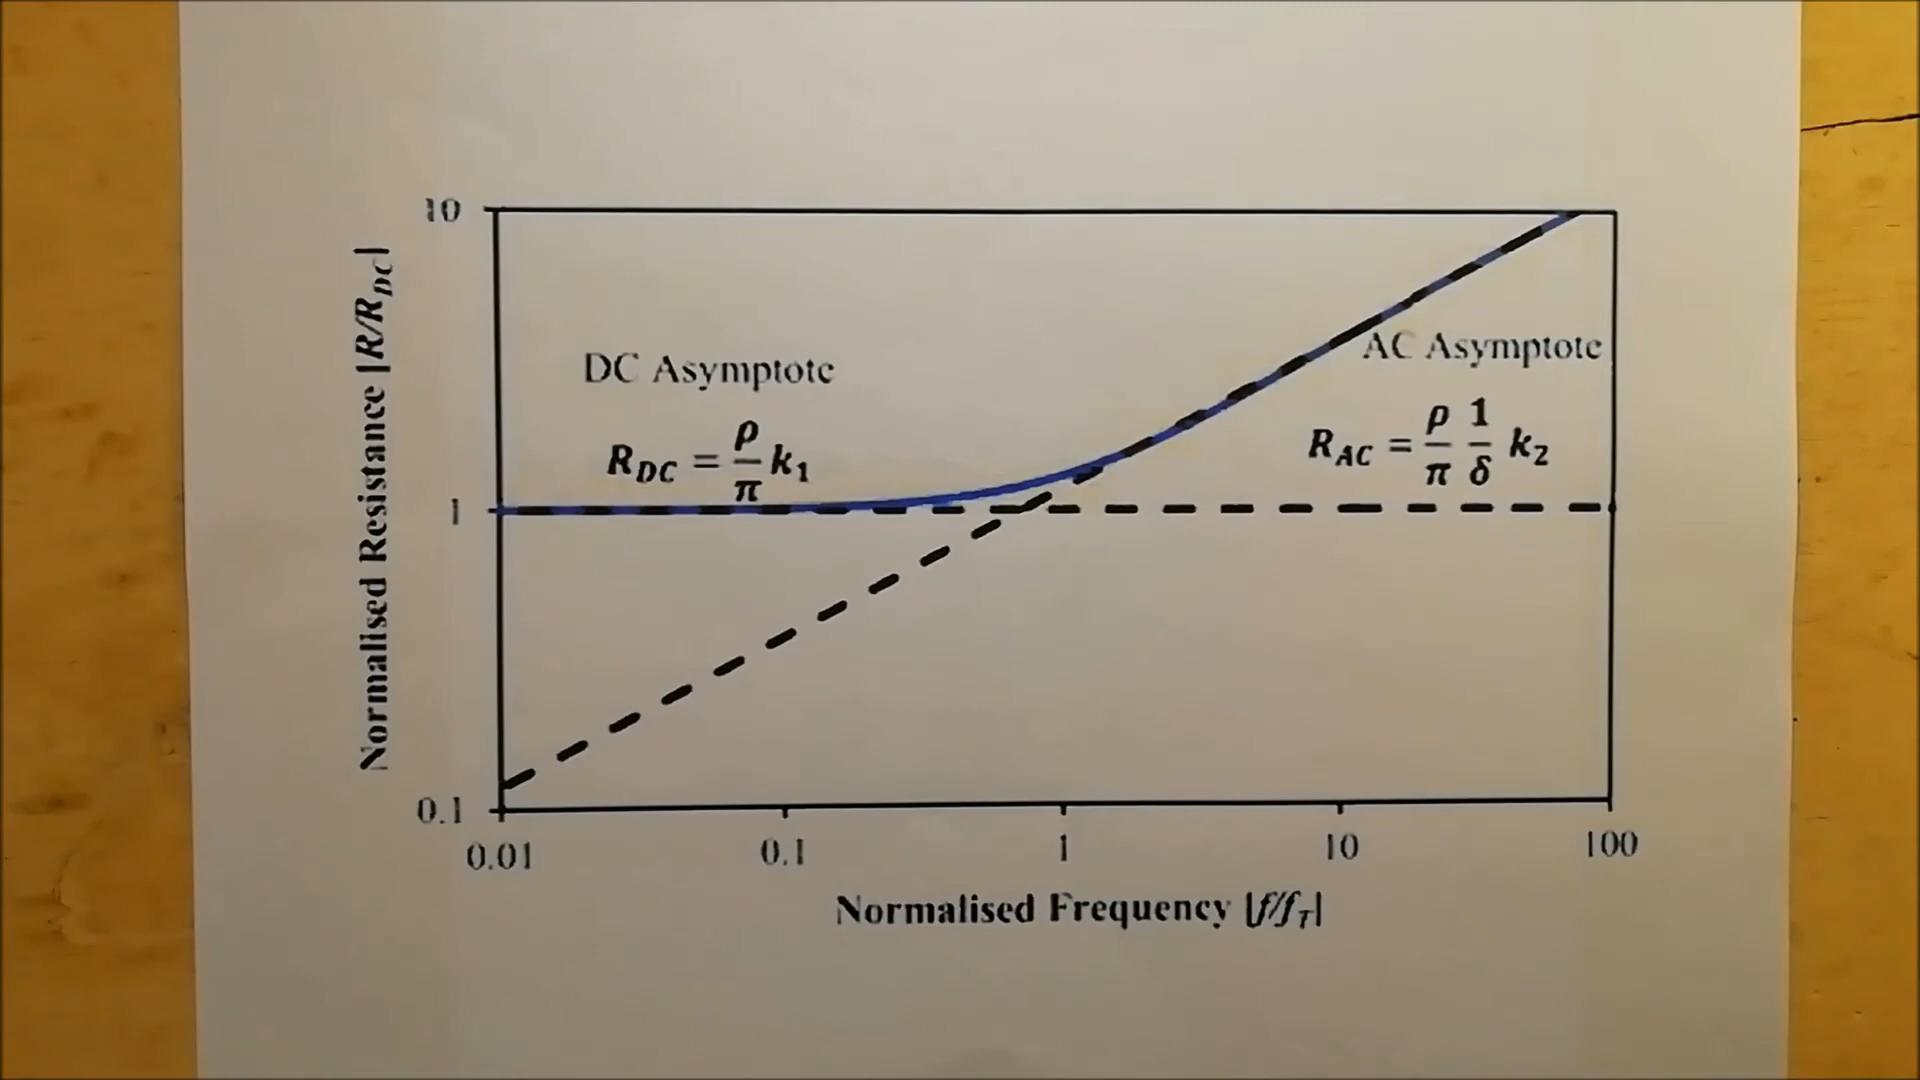 10
Normalised Resistance |R/R_DC|
DC Asymptote
R_DC = ρ/π k₁
AC Asymptote
R_AC = ρ/π 1/δ k₂
1
0.1
0.01 0.1 1 10 100
Normalised Frequency |f/f_T|